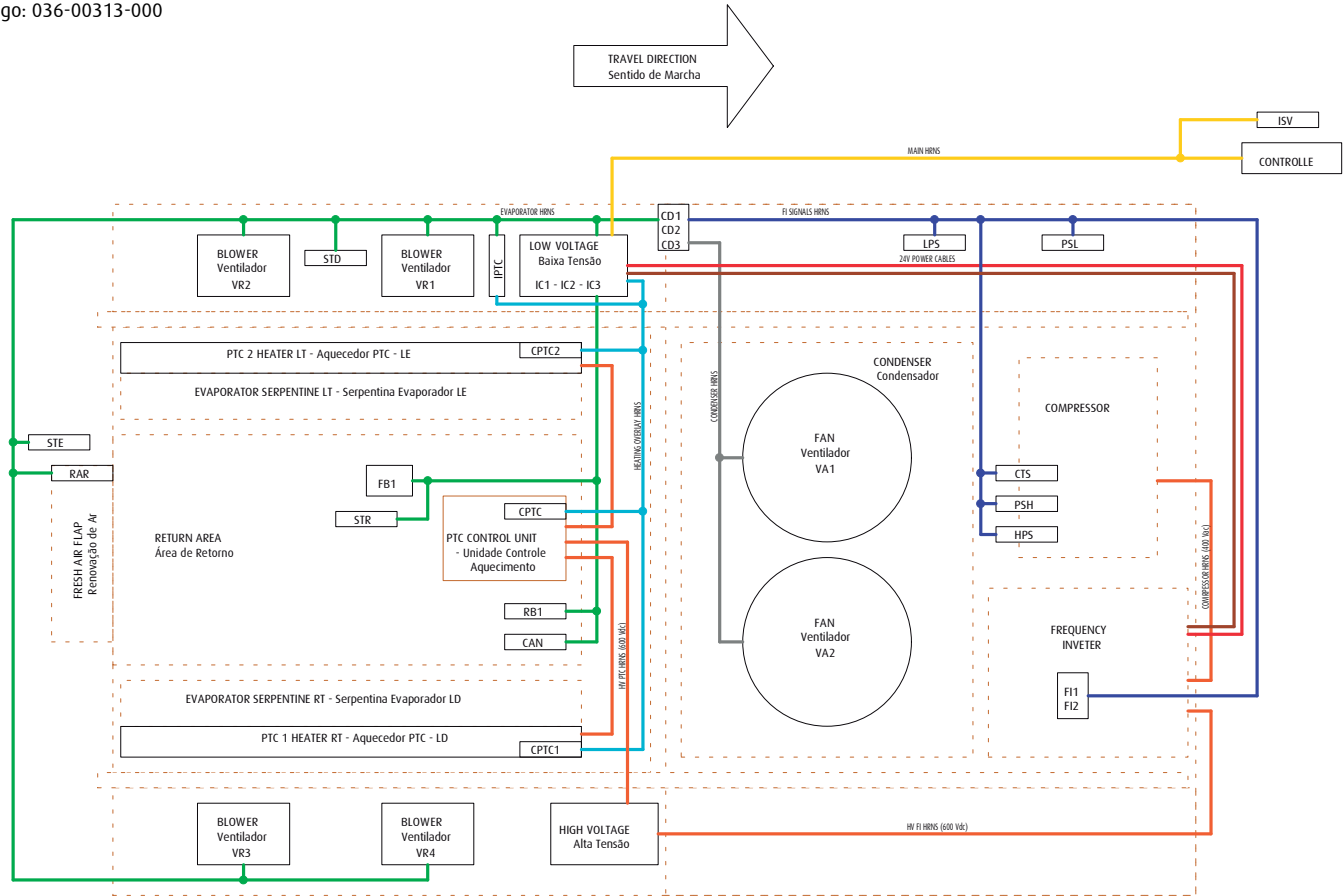 go: 036-00313-000
TRAVEL DIRECTION
Sentido de Marcha
ISV
MAIN HRNS
CONTROLLE
EVAPORATOR HRNS
CD1
CD2
CD3
FI SIGNALS HRNS
BLOWER
Ventilador
VR2
STD
BLOWER
Ventilador
VR1
IPTC
LOW VOLTAGE
Baixa Tensão
IC1 - IC2 - IC3
LPS
PSL
24V POWER CABLES
PTC 2 HEATER LT - Aquecedor PTC - LE
CPTC2
EVAPORATOR SERPENTINE LT - Serpentina Evaporador LE
HEATING OVERLAY HRNS
CONDENSER HRNS
CONDENSER
Condensador
FAN
Ventilador
VA1
COMPRESSOR
STE
RAR
FRESH AIR FLAP
Renovação de Ar
RETURN AREA
Área de Retorno
FB1
STR
CPTC
PTC CONTROL UNIT
- Unidade Controle
Aquecimento
CTS
PSH
HPS
COMRPESSOR HRNS (400 Vac)
RB1
CAN
HV PTC HRNS (600 Vdc)
FAN
Ventilador
VA2
FREQUENCY
INVETER
FI1
FI2
EVAPORATOR SERPENTINE RT - Serpentina Evaporador LD
PTC 1 HEATER RT - Aquecedor PTC - LD
CPTC1
BLOWER
Ventilador
VR3
BLOWER
Ventilador
VR4
HIGH VOLTAGE
Alta Tensão
HV FI HRNS (600 Vdc)